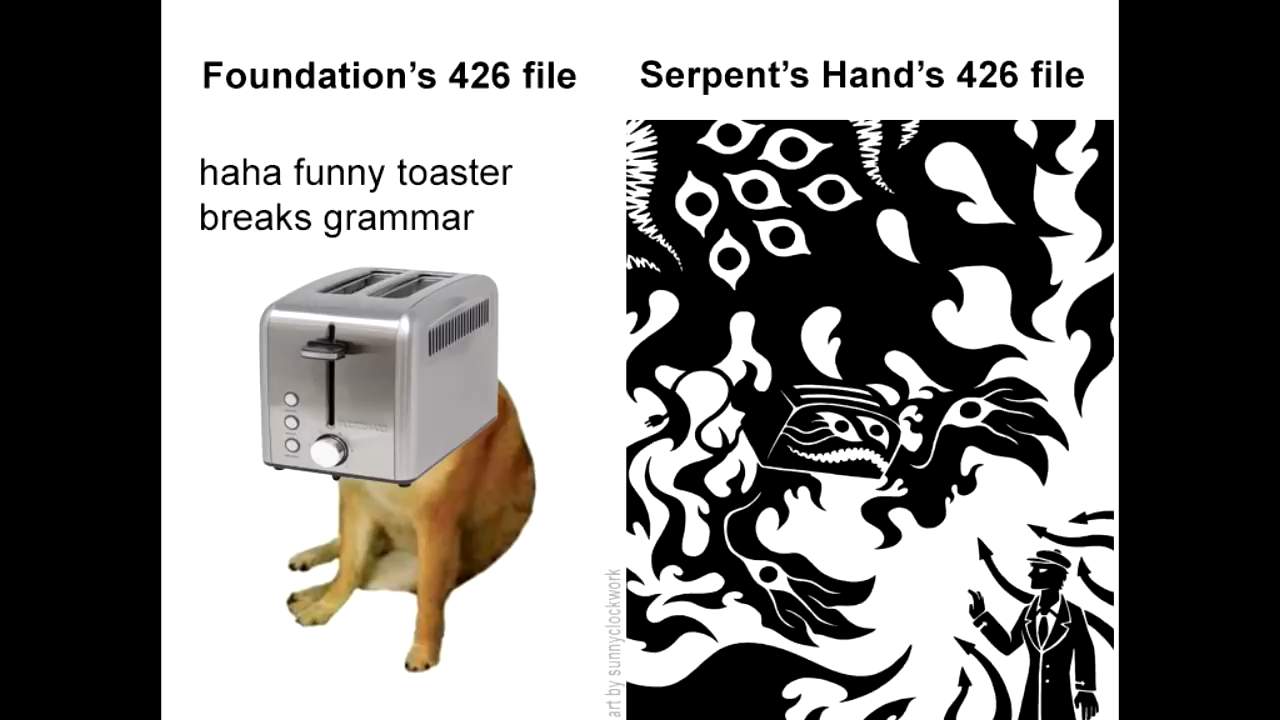 Foundation’s 426 file
haha funny toaster
breaks grammar
Serpent’s Hand’s 426 file
art by sunnyclockwork